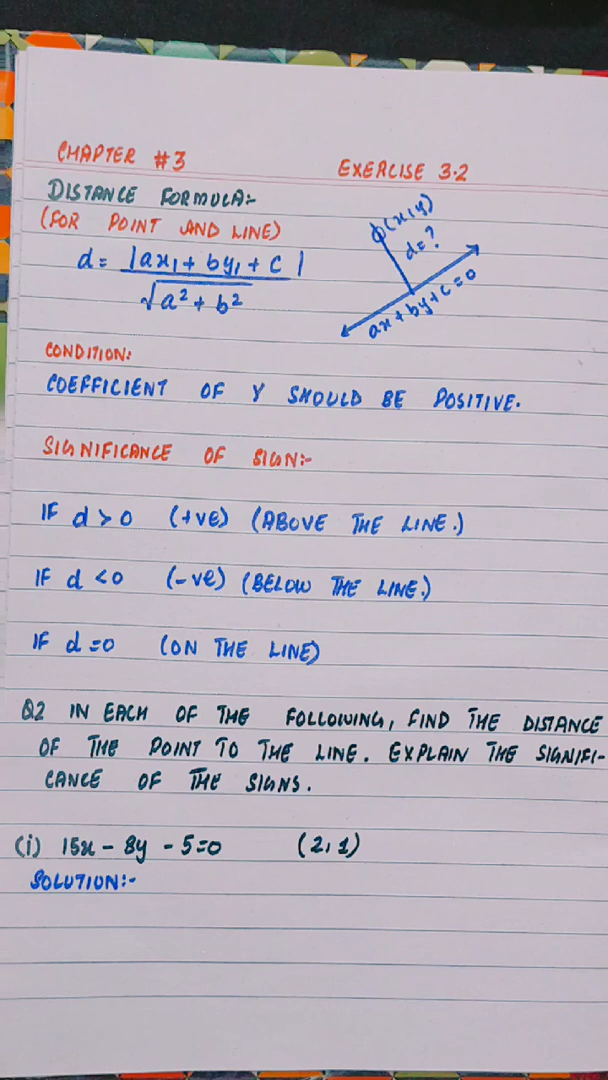 CHAPTER #3 EXERCISE 3.2
DISTANCE FORMULA:-
(FOR POINT AND LINE)
d = |ax₁ + by₁ + c| / √a² + b²
P(x,y)
d=?
ax+by+c=0
CONDITION:
COEFFICIENT OF Y SHOULD BE POSITIVE.
SIGNIFICANCE OF SIGN:-
IF d > 0 (+ve) (ABOVE THE LINE.)
IF d < 0 (-ve) (BELOW THE LINE.)
IF d = 0 (ON THE LINE)
Q2 IN EACH OF THE FOLLOWING, FIND THE DISTANCE
OF THE POINT TO THE LINE. EXPLAIN THE SIGNIFI-
CANCE OF THE SIGNS.
(i) 15x - 8y - 5=0 (2,1)
SOLUTION:-